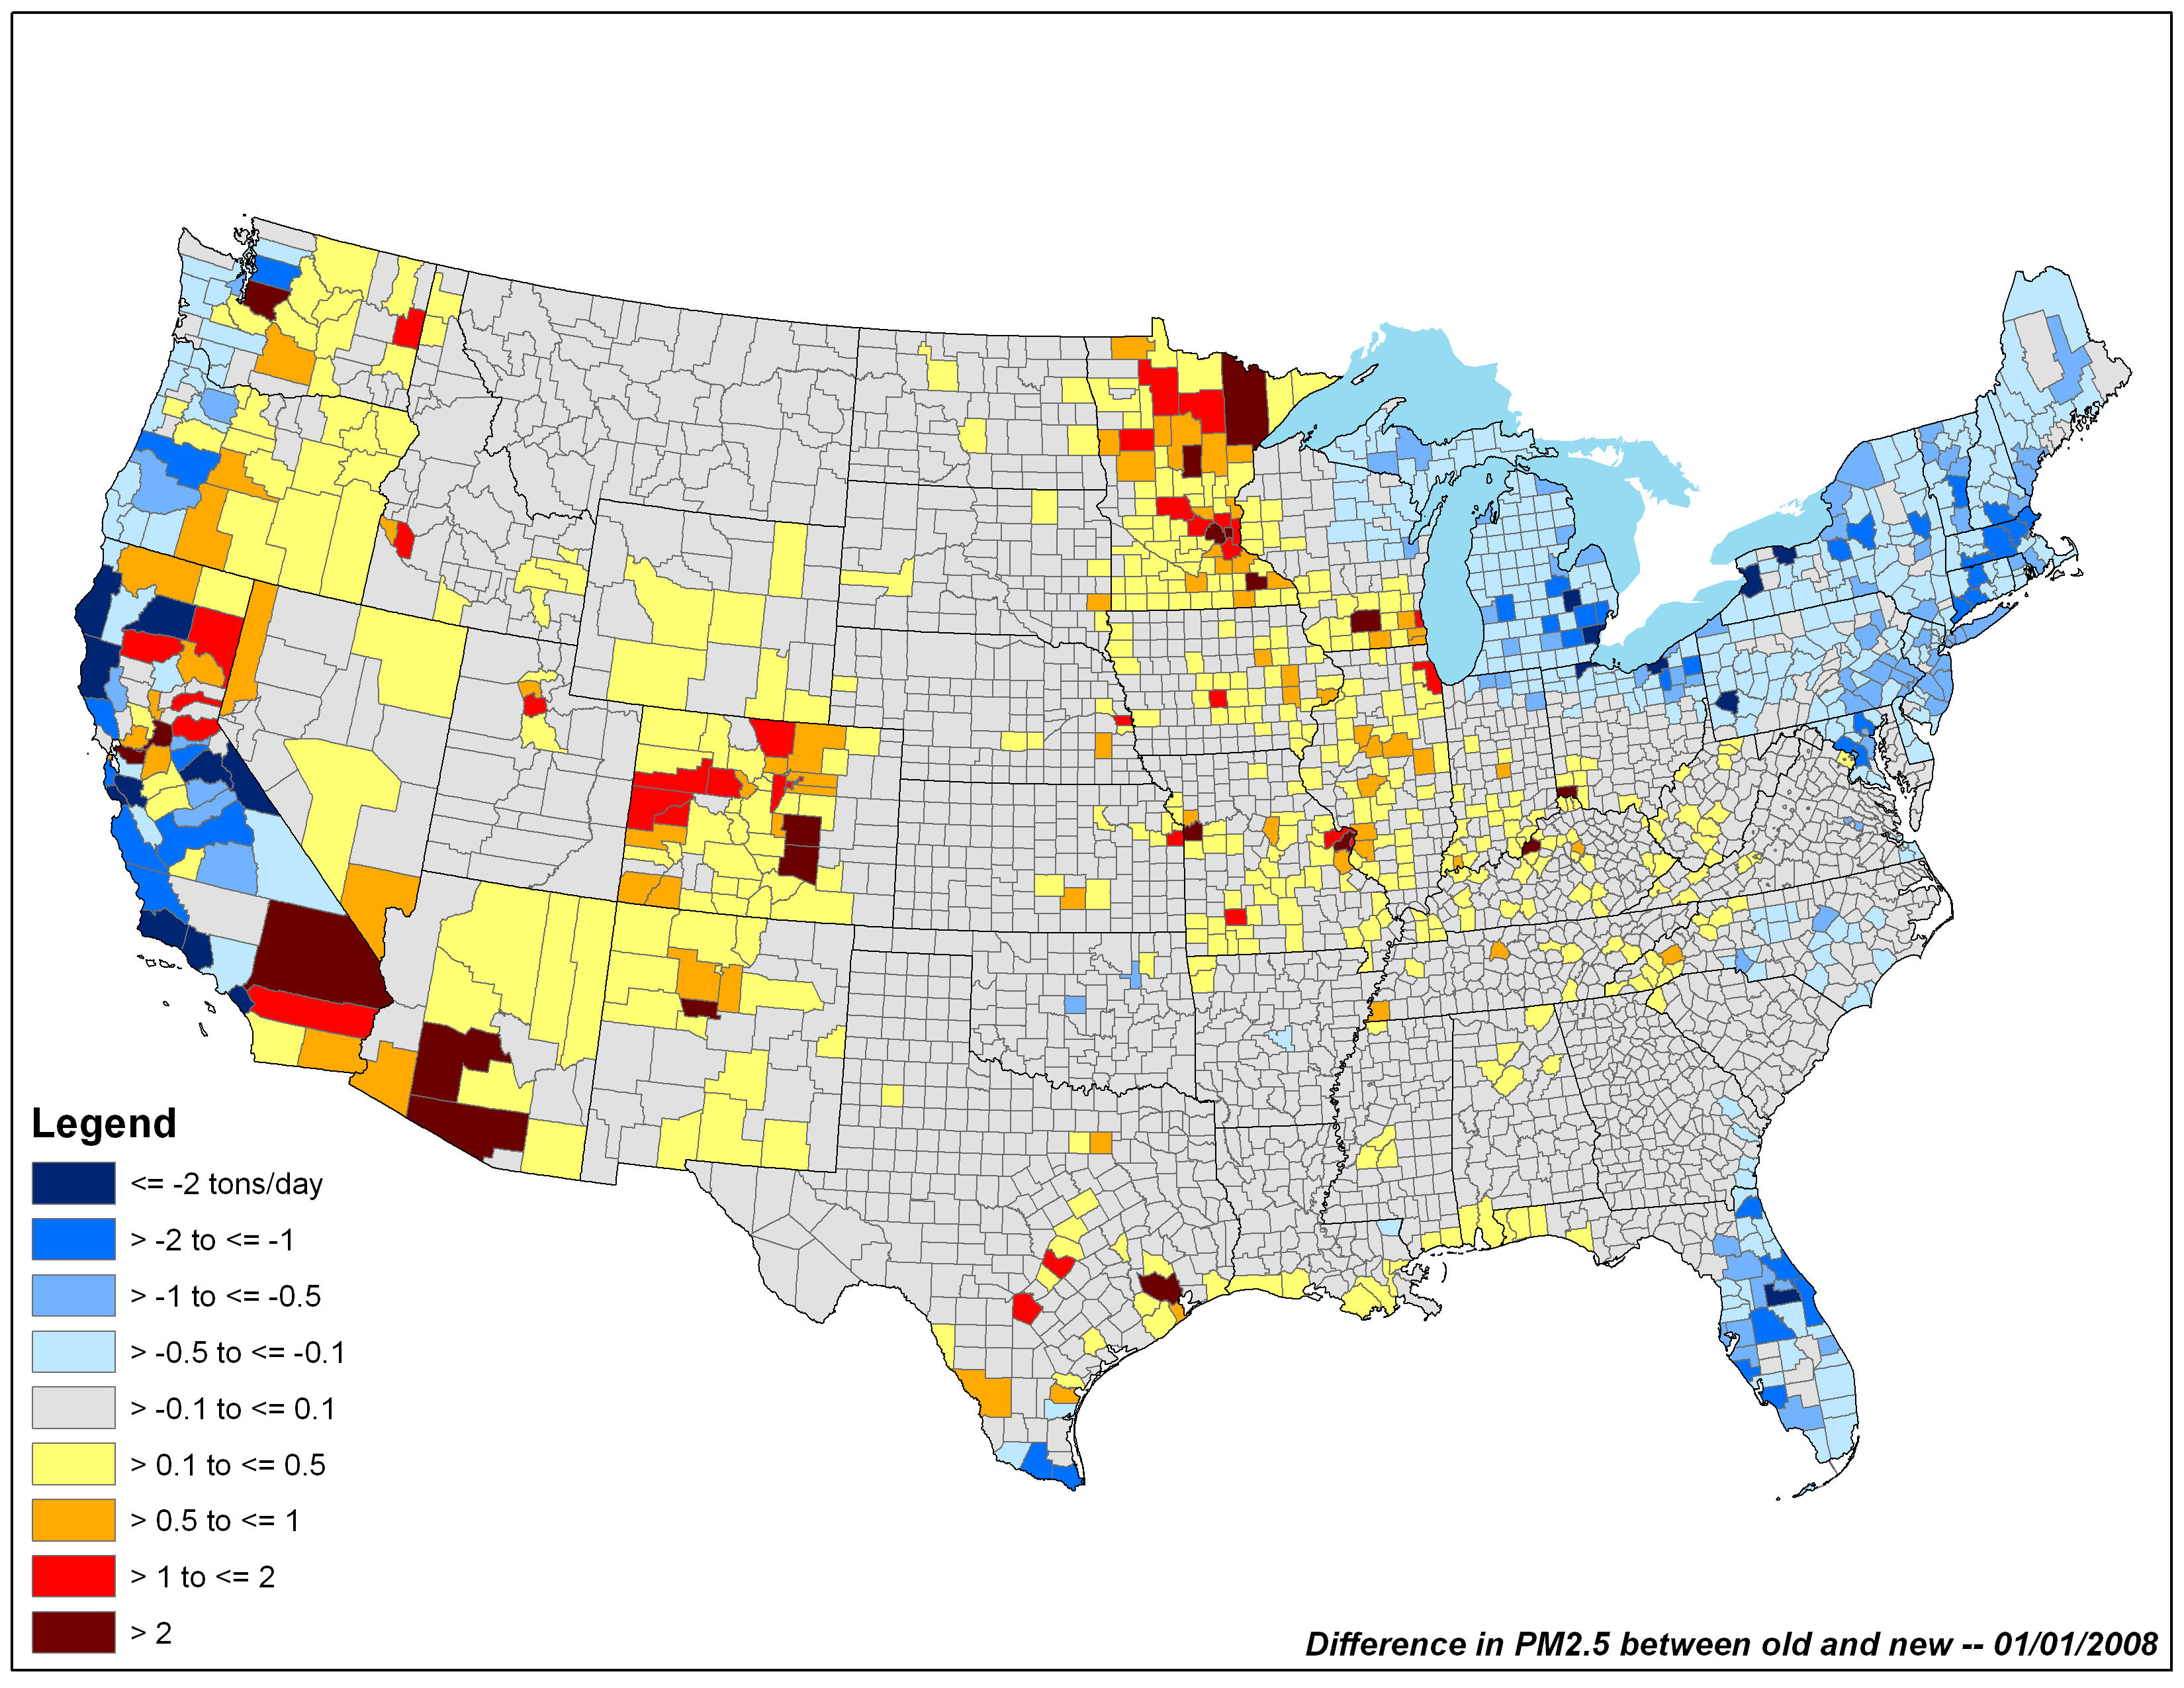 Legend
<= -2 tons/day
> -2 to <= -1
> -1 to <= -0.5
> -0.5 to <= -0.1
> -0.1 to <= 0.1
> 0.1 to <= 0.5
> 0.5 to <= 1
> 1 to <= 2
> 2
Difference in PM2.5 between old and new -- 01/01/2008